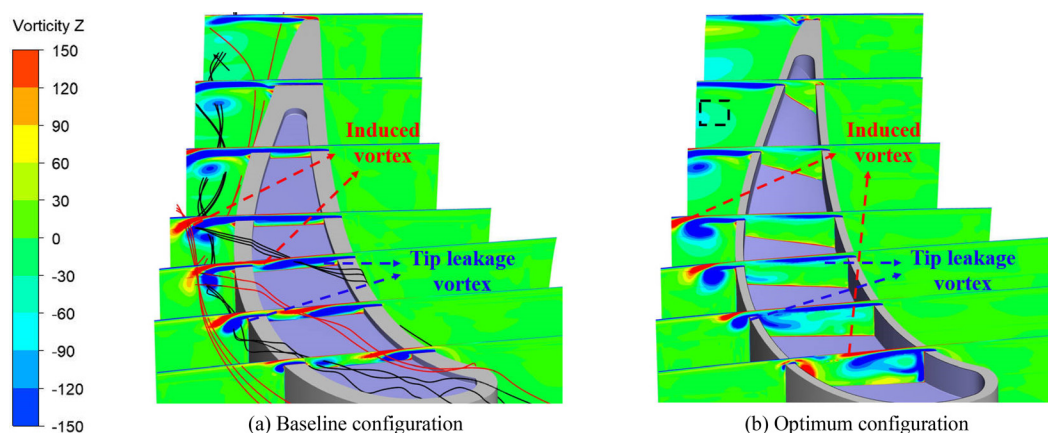 Vorticity Z
150
120
90
60
30
0
-30
-60
-90
-120
-150
Induced
vortex
Tip leakage
vortex
(a) Baseline configuration
Induced
vortex
Tip leakage
vortex
(b) Optimum configuration